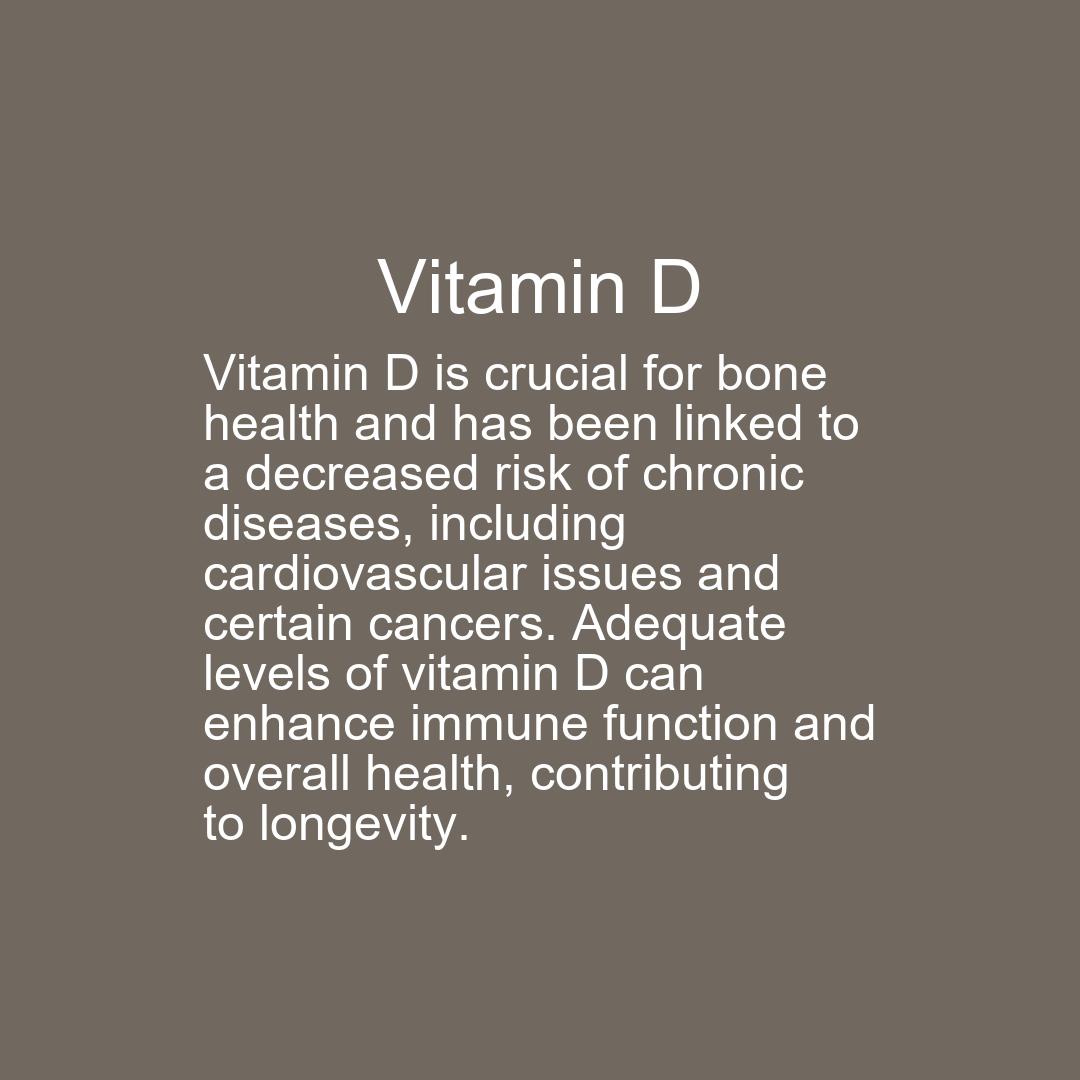 Vitamin D
Vitamin D is crucial for bone
health and has been linked to
a decreased risk of chronic
diseases, including
cardiovascular issues and
certain cancers. Adequate
levels of vitamin D can
enhance immune function and
overall health, contributing
to longevity.